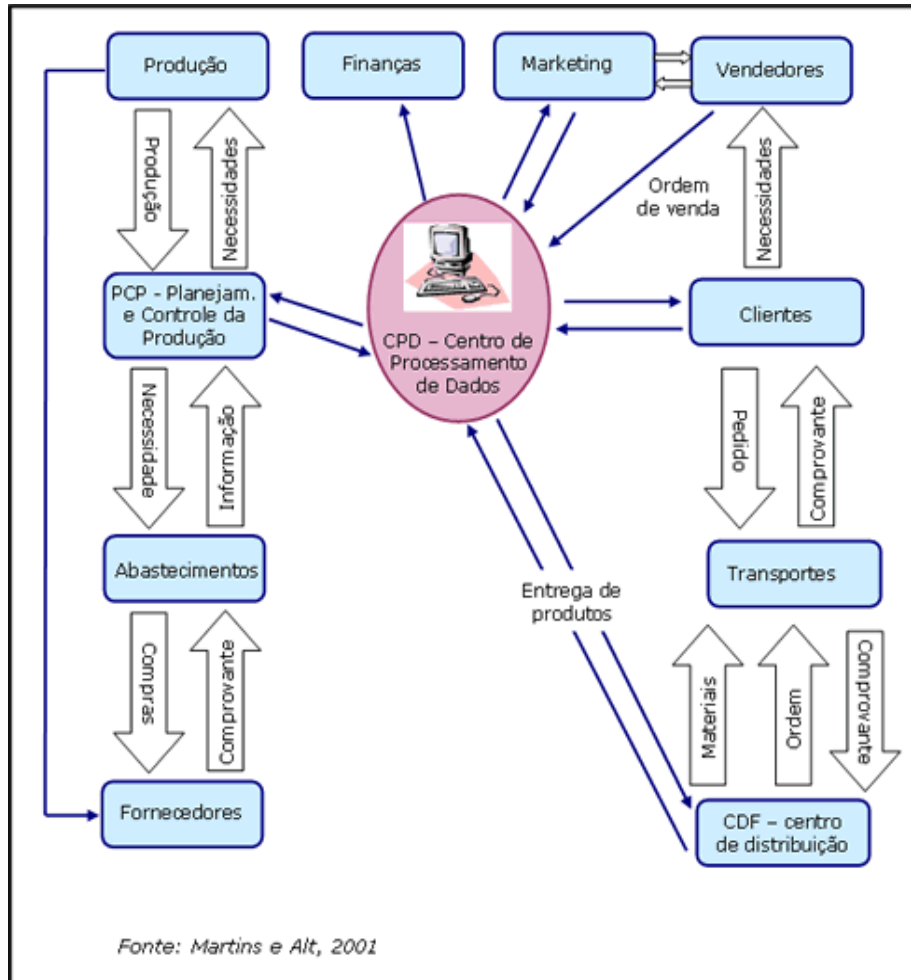 Produção
Finanças
Marketing
Vendedores
Produção
Necessidades
Ordem
de venda
Necessidades
PCP - Planejam.
e Controle da
Produção
CPD – Centro de
Processamento
de Dados
Clientes
Necessidade
Informação
Pedido
Comprovante
Abastecimentos
Transportes
Entrega de
produtos
Compras
Comprovante
Materiais
Ordem
Comprovante
Fornecedores
CDF – centro
de distribuição
Fonte: Martins e Alt, 2001